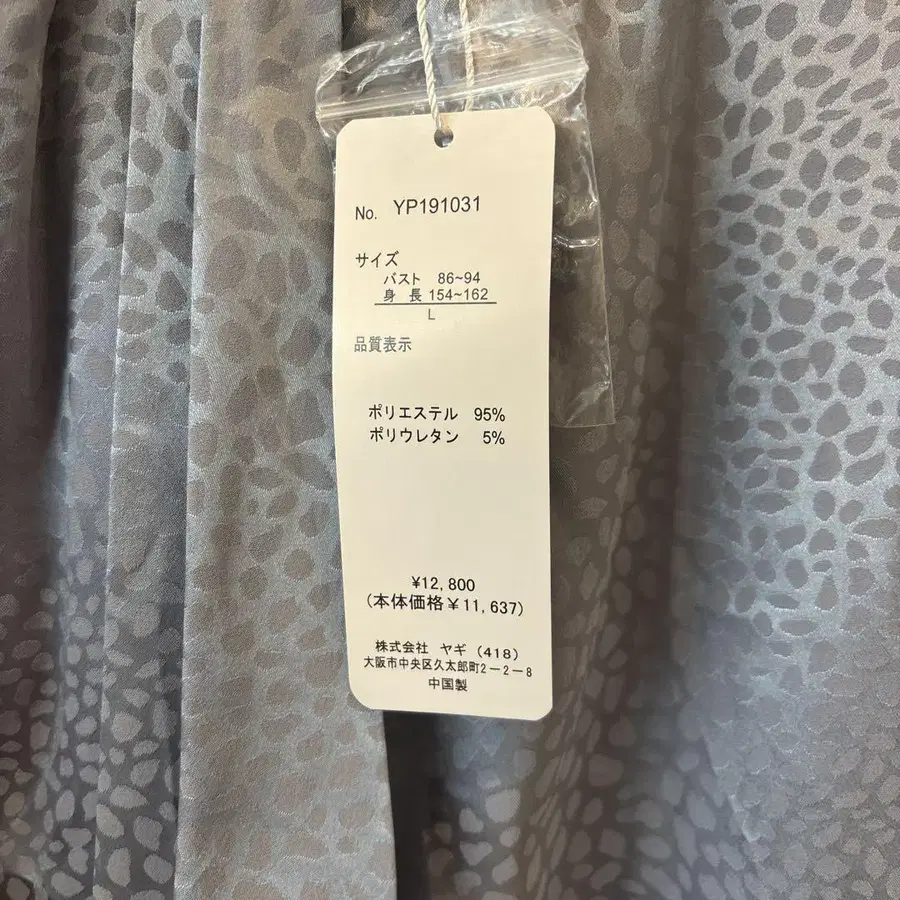 No. YP191031
サイズ
バスト 86~94
身 長 154~162
L
品質表示
ポリエステル 95%
ポリウレタン 5%
¥12,800
(本体価格¥11,637)
株式会社 ヤギ(418)
大阪市中央区久太郎町2ー2ー8
中国製